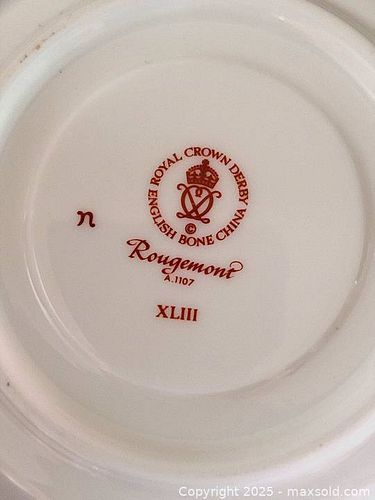 ROYAL CROWN DERBY
ENGLISH BONE CHINA
©
n
Rougemont
A.1107
XLIII
Copyright © 2025 - maxsold.com